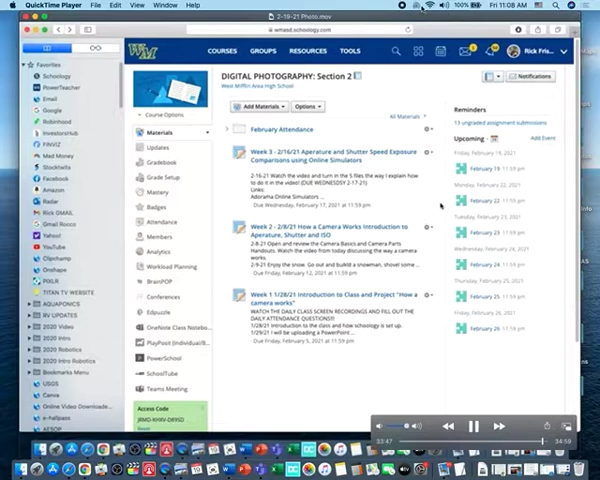 QuickTime Player File Edit View Window Help 100% Fri 11:08 AM
2-19-21 Photo.mov
wmasd.schoology.com
WM COURSES GROUPS RESOURCES TOOLS Rick Fris...
Favorites
Schoology
PowerTeacher
Email
Google
Robinhood
InvestorsHub
FINVIZ
Mad Money
Stocktwits
Facebook
Amazon
Radar
Rick GMAIL
Gmail Rocco
Yahoo!
YouTube
Clipchamp
Onshape
PIXLR
TITAN TV WEBSITE
AQUAPONICS
RV UPDATES
2020 Video
2020 Intro
2020 Robotics
2020 Intro Robotics
Bookmarks Menu
USGS
Canva
Online Video Downloade...
e-hallpass
AESOP
Course Options
Materials
Updates
Gradebook
Grade Setup
Mastery
Badges
Attendance
Members
Analytics
Workload Planning
BrainPOP
Conferences
Edpuzzle
OneNote Class Notebo...
PlayPosit (Individual/B...
PowerSchool
SchoolTube
Teams Meeting
Access Code
Reset
DIGITAL PHOTOGRAPHY: Section 2
West Mifflin Area High School
Notifications
Add Materials Options
All Materials
February Attendance
Week 3 - 2/16/21 Aperature and Shutter Speed Exposure
Comparisons using Online Simulators
2-16-21 Watch the video and turn in the 5 files the way I explain how
to do it in the video! (DUE WEDNESDY 2-17-21)
Links:
Adorama Online Simulators ...
Due Wednesday, February 17, 2021 at 11:59 pm
Week 2 - 2/8/21 How a Camera Works Introduction to
Aperature, Shutter and ISO
2-8-21 Open and review the Camera Basics and Camera Parts
Handouts. Watch the video from today discussing the way a camera
works.
2-9-21 Enjoy the snow. Go out and build a snowman, shovel some ...
Due Friday, February 12, 2021 at 11:59 pm
Week 1 1/28/21 Introduction to Class and Project "How a
camera works"
WATCH THE DAILY CLASS SCREEN RECORDINGS AND FILL OUT THE
DAILY ATTENDANCE QUESTIONS!!!
1/28/21 Introduction to the class and how schoology is set up.
1/29/21 I will be uploading a PowerPoint ...
Due Friday, February 5, 2021 at 11:59 pm
Reminders
13 ungraded assignment submissions
Upcoming Add Event
Friday, February 19, 2021
February 19 11:59 pm
Monday, February 22, 2021
February 22 11:59 pm
Tuesday, February 23, 2021
February 23 11:59 pm
Wednesday, February 24, 2021
February 24 11:59 pm
Thursday, February 25, 2021
February 25 11:59 pm
Friday, February 26, 2021
February 26 11:59 pm
33:47 34:59